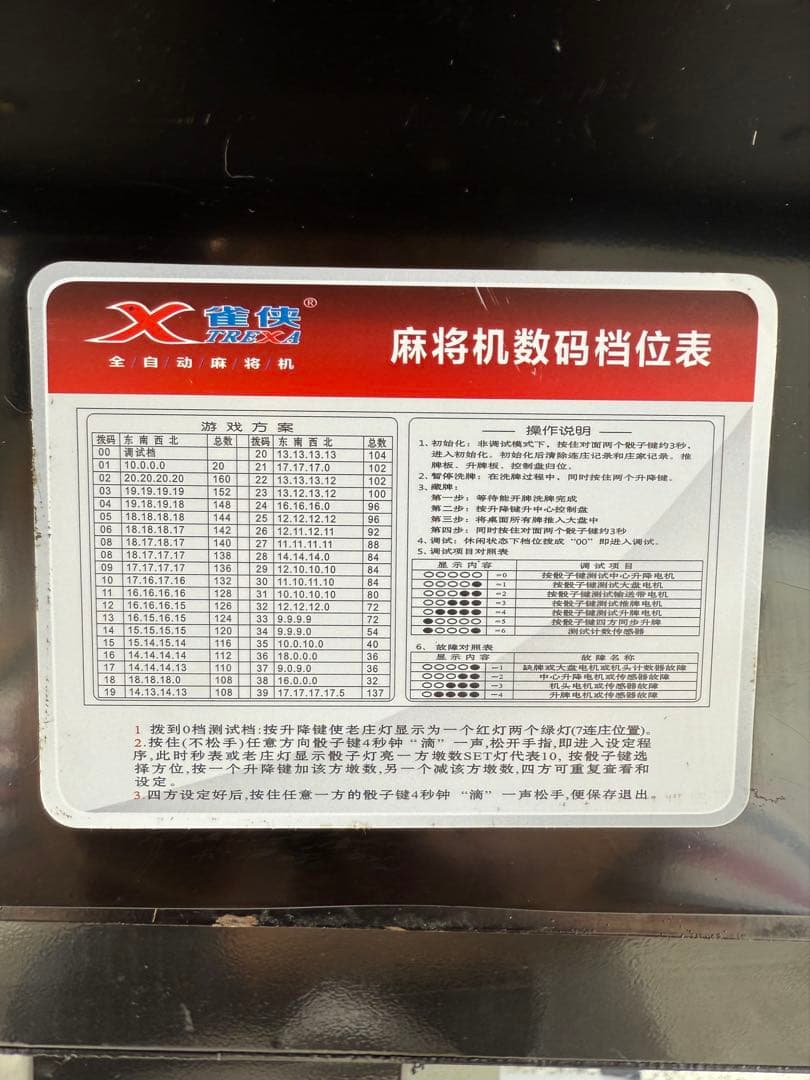 雀侠®
TREXA
全/自/动/麻/将/机
麻将机数码档位表
游戏方案
拨码 东 南 西 北 总数 拨码 东 南 西 北 总数
00 调试档 20 13.13.13.13 104
01 10.0.0.0 20 21 17.17.17.0 102
02 20.20.20.20 160 22 13.13.13.12 102
03 19.19.19.19 152 23 13.12.13.12 100
04 19.18.19.18 148 24 16.16.16.0 96
05 18.18.18.18 144 25 12.12.12.12 96
06 18.18.18.17 142 26 12.11.12.11 92
08 18.17.18.17 140 27 11.11.11.11 88
08 18.17.17.17 138 28 14.14.14.0 84
09 17.17.17.17 136 29 12.10.10.10 84
10 17.16.17.16 132 30 11.10.11.10 84
11 16.16.16.16 128 31 10.10.10.10 80
12 16.16.16.15 126 32 12.12.12.0 72
13 16.15.16.15 124 33 9.9.9.9 72
14 15.15.15.15 120 34 9.9.9.0 54
15 15.14.15.14 116 35 10.0.10.0 40
16 14.14.14.14 112 36 18.0.0.0 36
17 14.14.14.13 110 37 9.0.9.0 36
18 18.18.18.0 108 38 16.0.0.0 32
19 14.13.14.13 108 39 17.17.17.17.5 137
操作说明
1、初始化：非调试模式下，按住对面两个骰子键约3秒，
进入初始化。初始化后清除连庄记录和庄家记录。推
牌板、升牌板、控制盘归位。
2、暂停洗牌：在洗牌过程中，同时按住两个升降键。
3、藏牌：
第一步：等待能开牌洗牌完成
第二步：按升降键升中心控制盘
第三步：将桌面所有牌推入大盘中
第四步：同时按住对面两个骰子键约3秒
4、调试：休闲状态下档位拨成“00”即进入调试。
5、调试项目对照表
显示内容 调试项目
○○○○○ =0 按骰子键测试中心升降电机
○○○○● =1 按骰子键测试大盘电机
○○○●● =2 按骰子键测试输送带电机
○○●●● =3 按骰子键测试推牌电机
○●●●● =4 按骰子键测试升牌电机
●○○○○ =5 按骰子键四方同步升牌
●○○○● =6 测试计数传感器
6、故障对照表
显示内容 故障名称
○○○○● =1 缺牌或大盘电机或机头计数器故障
○○○●● =2 中心升降电机或传感器故障
○○●●● =3 机头电机或传感器故障
○●●●● =4 升牌电机或传感器故障
1 拨到0档测试档:按升降键使老庄灯显示为一个红灯两个绿灯(7连庄位置)。
2.按住(不松手)任意方向骰子键4秒钟“滴”一声,松开手指,即进入设定程
序,此时秒表或老庄灯显示骰子灯亮一方墩数SET灯代表10, 按骰子键选
择方位,按一个升降键加该方墩数,另一个减该方墩数,四方可重复查看和
设定。
3.四方设定好后,按住任意一方的骰子键4秒钟“滴”一声松手,便保存退出。